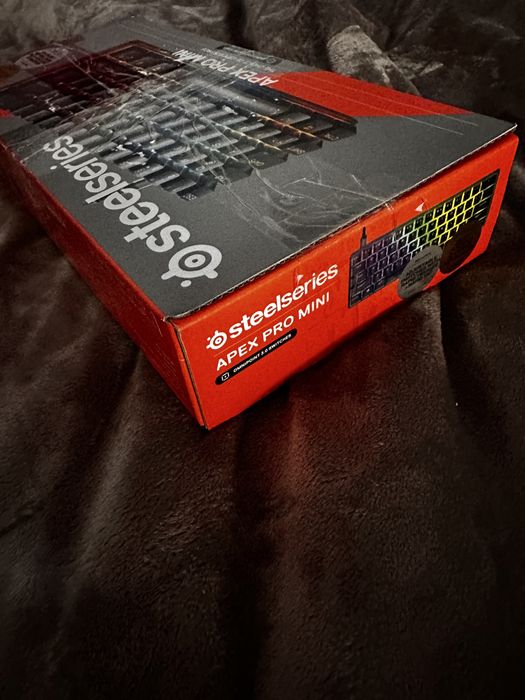 APEX PRO MINI
steelseries
steelseries
APEX PRO MINI
OMNIPOINT 2.0 SWITCHES